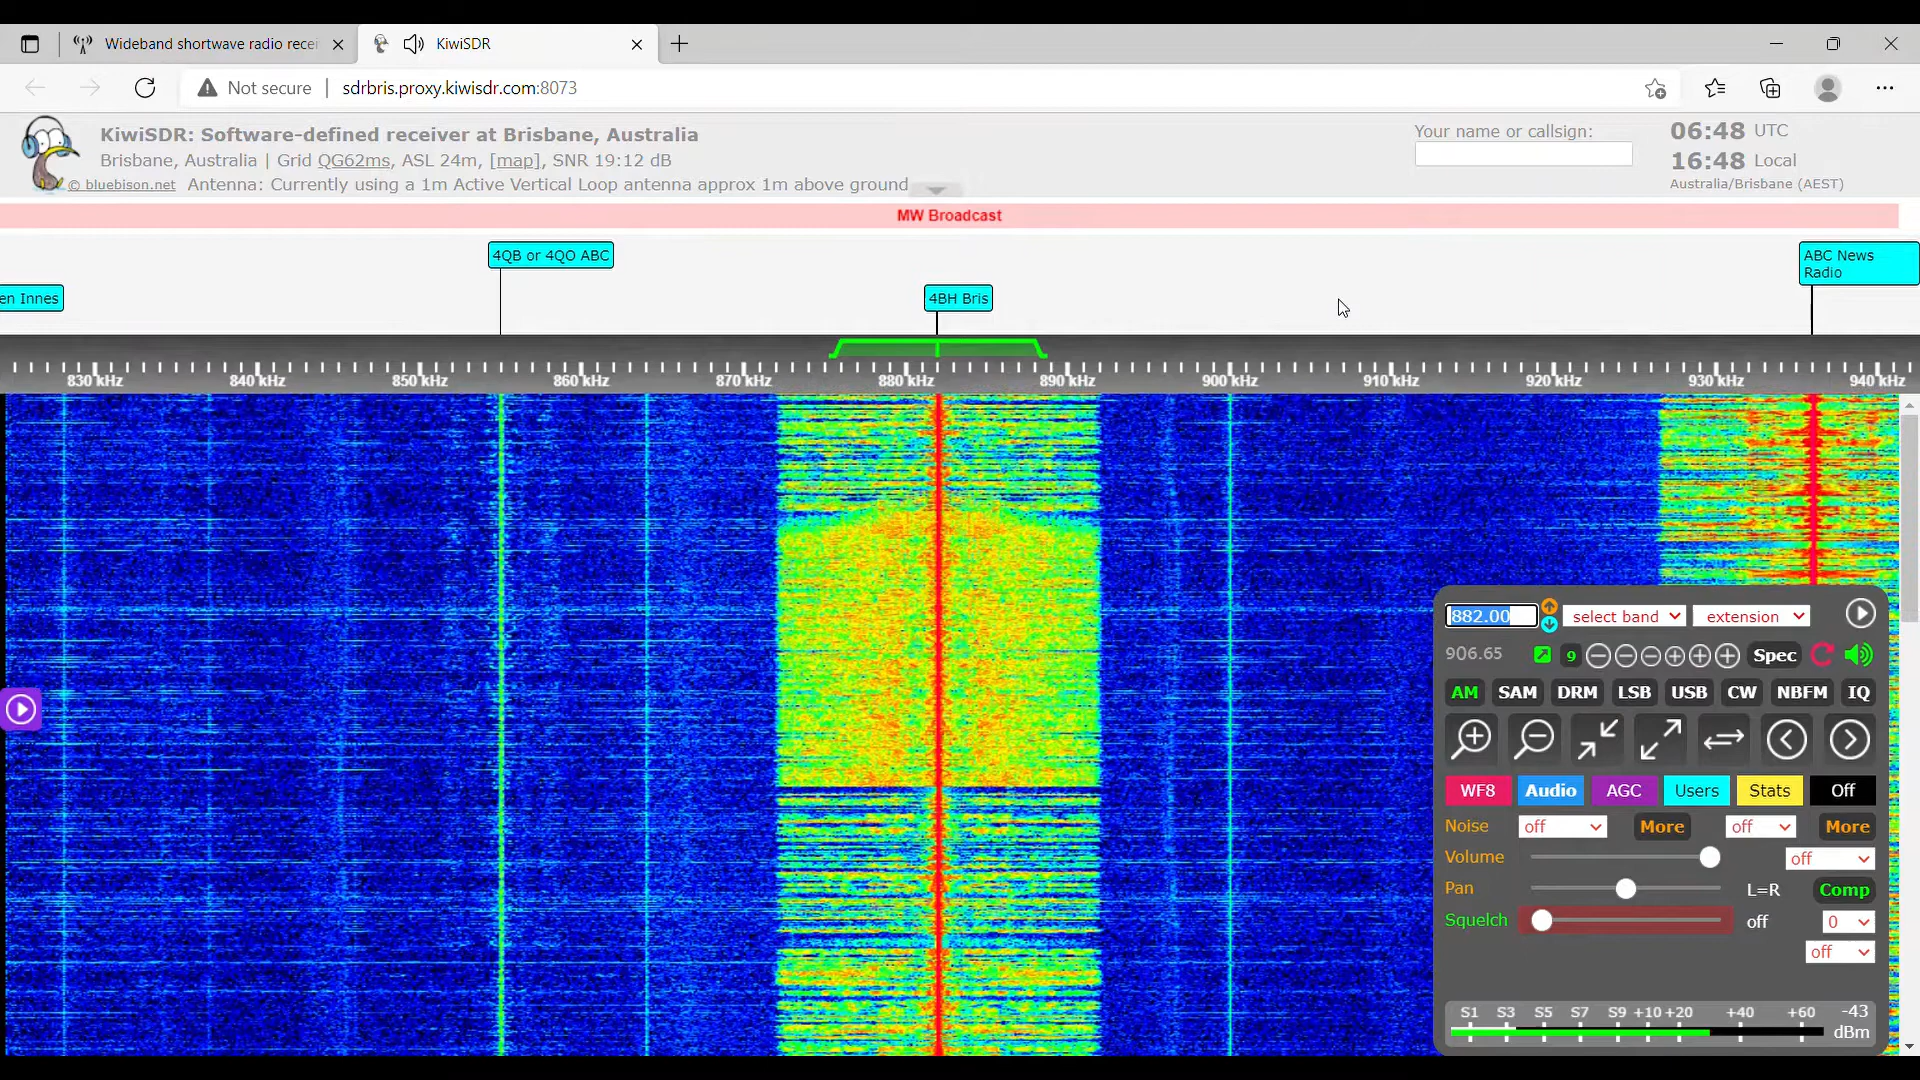 Wideband shortwave radio recei
KiwiSDR
Not secure
sdrbris.proxy.kiwisdr.com:8073
KiwiSDR: Software-defined receiver at Brisbane, Australia
Brisbane, Australia | Grid QG62ms, ASL 24m, [map], SNR 19:12 dB
© bluebison.net Antenna: Currently using a 1m Active Vertical Loop antenna approx 1m above ground
Your name or callsign:
06:48 UTC
16:48 Local
Australia/Brisbane (AEST)
MW Broadcast
4QB or 4QO ABC
ABC News
Radio
en Innes
4BH Bris
830 kHz 840 kHz 850 kHz 860 kHz 870 kHz 880 kHz 890 kHz 900 kHz 910 kHz 920 kHz 930 kHz 940 kHz
882.00 select band extension
906.65 9 Spec
AM SAM DRM LSB USB CW NBFM IQ
WF8 Audio AGC Users Stats Off
Noise off More off More
Volume off
Pan L=R Comp
Squelch off 0
off
S1 S3 S5 S7 S9 +10 +20 +40 +60 -43
dBm